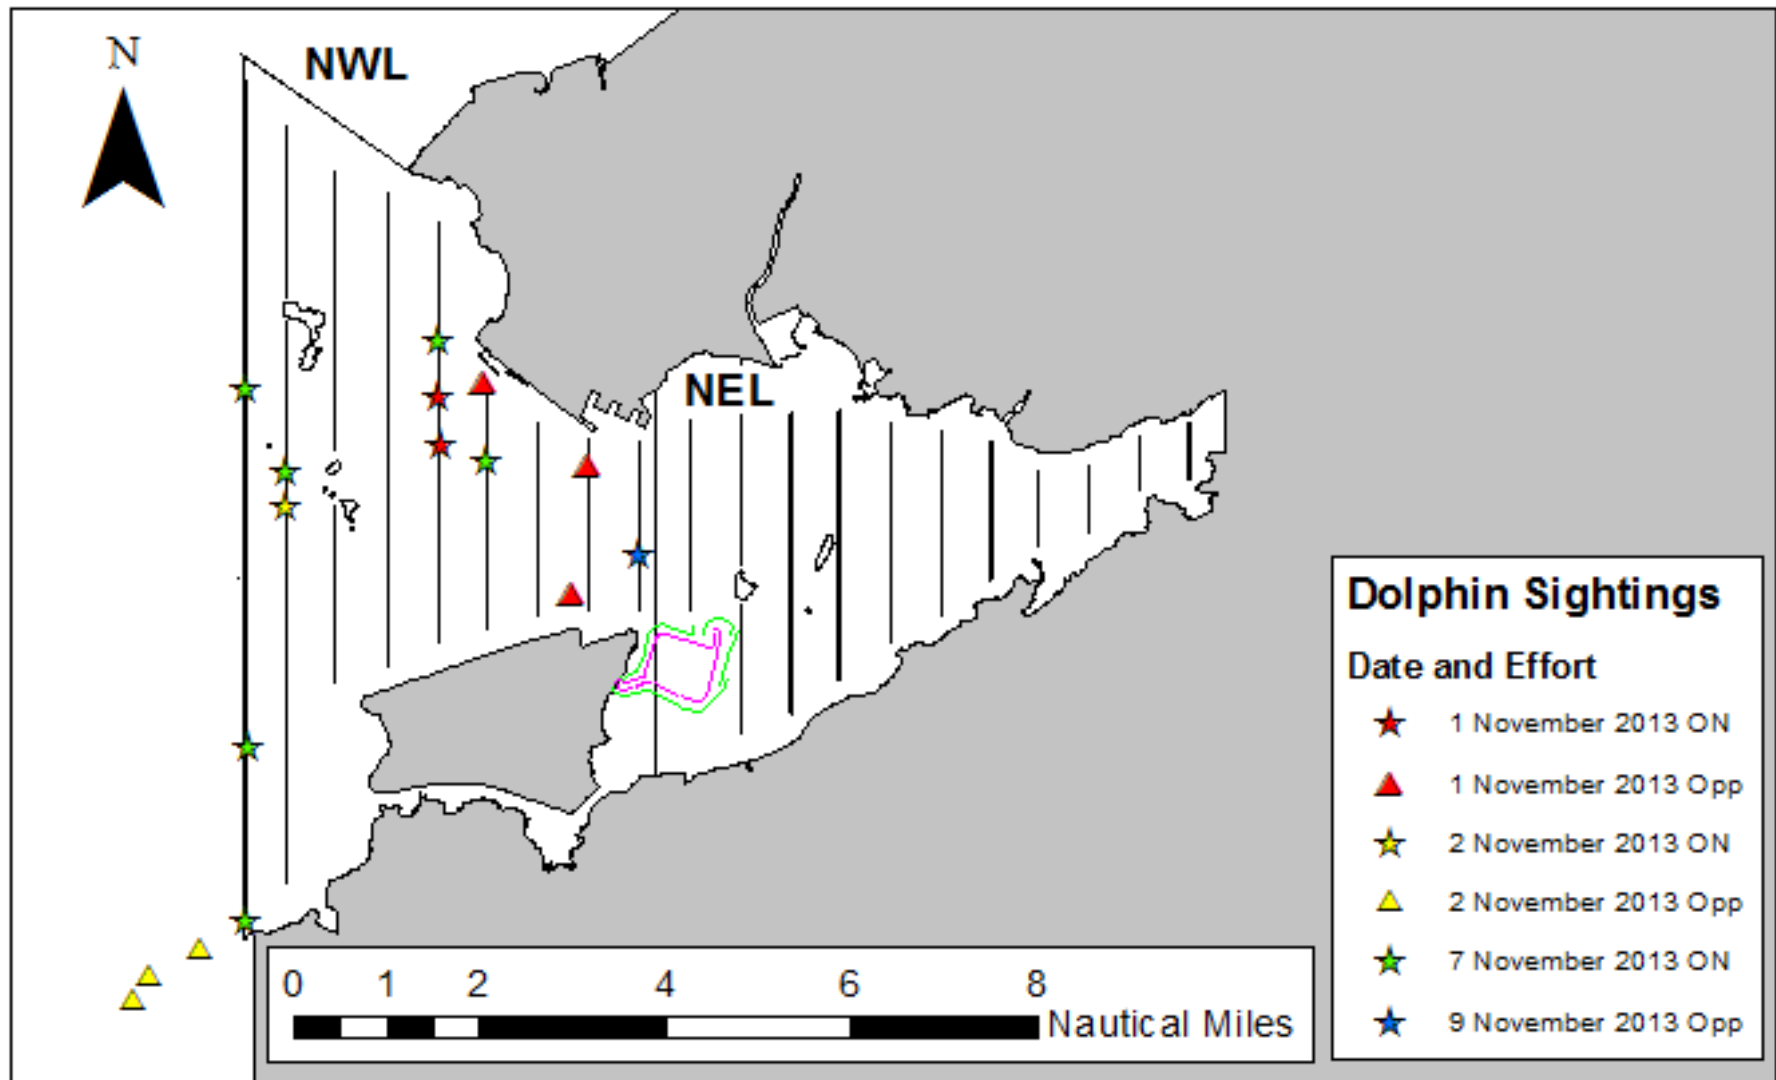 N
NWL
NEL
Dolphin Sightings
Date and Effort
1 November 2013 ON
1 November 2013 Opp
2 November 2013 ON
2 November 2013 Opp
7 November 2013 ON
9 November 2013 Opp
0 1 2 4 6 8
Nautical Miles